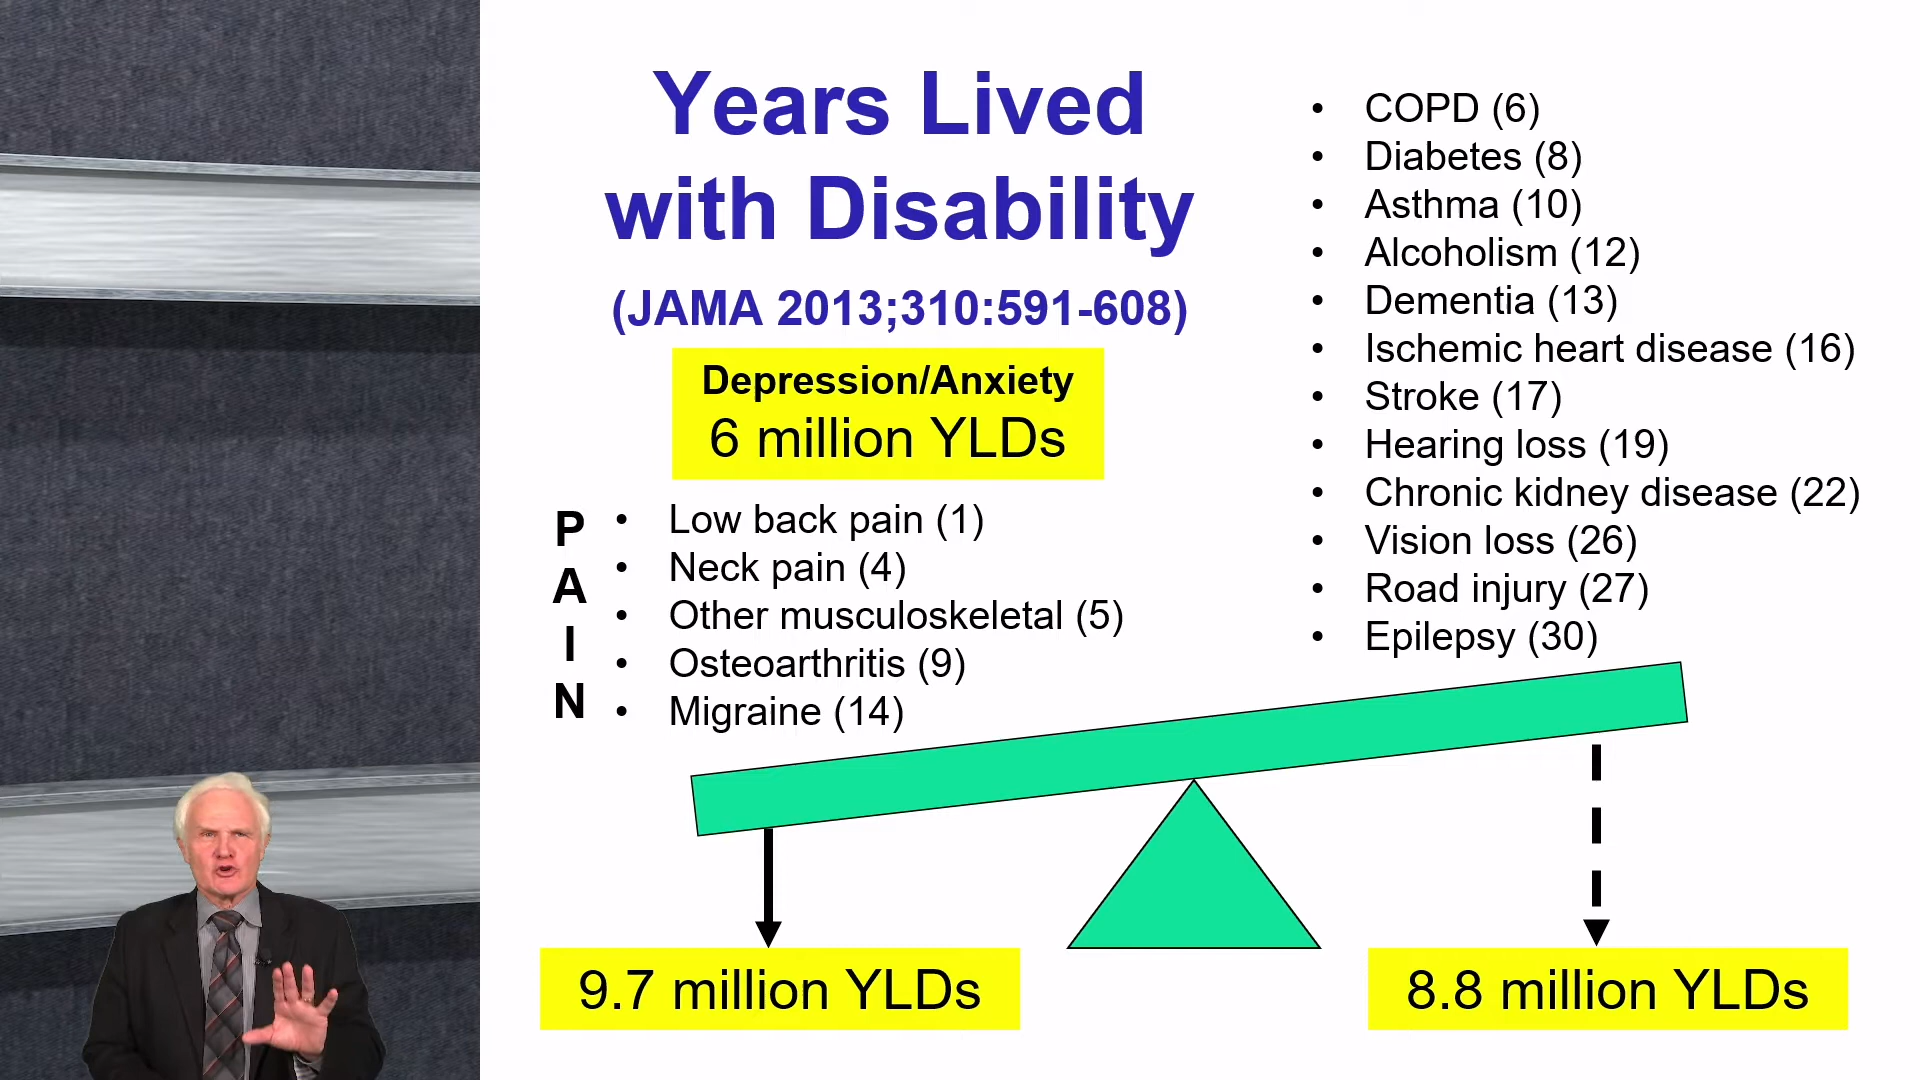 Years Lived
with Disability
(JAMA 2013;310:591-608)
Depression/Anxiety
6 million YLDs
P
A
I
N
• Low back pain (1)
• Neck pain (4)
• Other musculoskeletal (5)
• Osteoarthritis (9)
• Migraine (14)
• COPD (6)
• Diabetes (8)
• Asthma (10)
• Alcoholism (12)
• Dementia (13)
• Ischemic heart disease (16)
• Stroke (17)
• Hearing loss (19)
• Chronic kidney disease (22)
• Vision loss (26)
• Road injury (27)
• Epilepsy (30)
9.7 million YLDs
8.8 million YLDs